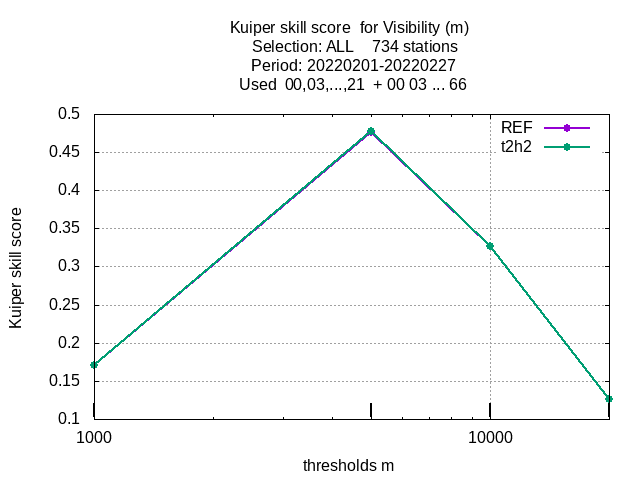 Kuiper skill score  for Visibility (m)
Selection: ALL    734 stations
Period: 20220201-20220227
Used  00,03,...,21  + 00 03 ... 66
REF
t2h2
0.5
0.45
0.4
0.35
0.3
0.25
0.2
0.15
0.1
Kuiper skill score
1000
10000
thresholds m